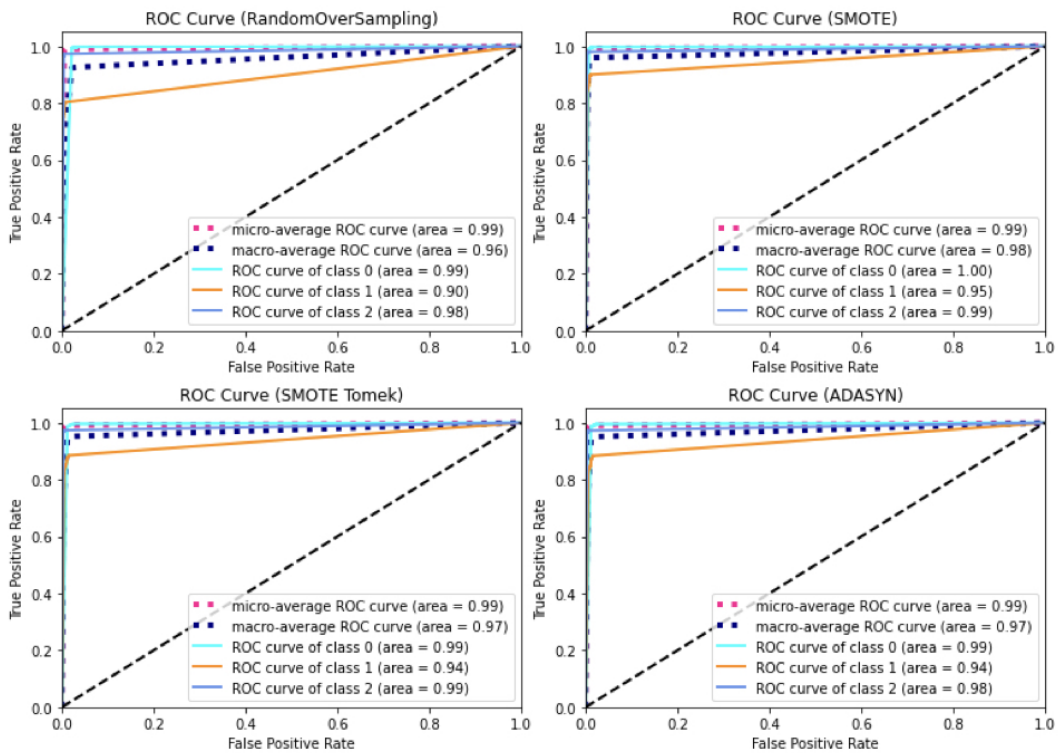 ROC Curve (RandomOverSampling)
True Positive Rate
1.0
0.8
0.6
0.4
0.2
0.0
micro-average ROC curve (area = 0.99)
macro-average ROC curve (area = 0.96)
ROC curve of class 0 (area = 0.99)
ROC curve of class 1 (area = 0.90)
ROC curve of class 2 (area = 0.98)
0.0 0.2 0.4 0.6 0.8 1.0
False Positive Rate
ROC Curve (SMOTE)
True Positive Rate
1.0
0.8
0.6
0.4
0.2
0.0
micro-average ROC curve (area = 0.99)
macro-average ROC curve (area = 0.98)
ROC curve of class 0 (area = 1.00)
ROC curve of class 1 (area = 0.95)
ROC curve of class 2 (area = 0.99)
0.0 0.2 0.4 0.6 0.8 1.0
False Positive Rate
ROC Curve (SMOTE Tomek)
True Positive Rate
1.0
0.8
0.6
0.4
0.2
0.0
micro-average ROC curve (area = 0.99)
macro-average ROC curve (area = 0.97)
ROC curve of class 0 (area = 0.99)
ROC curve of class 1 (area = 0.94)
ROC curve of class 2 (area = 0.99)
0.0 0.2 0.4 0.6 0.8 1.0
False Positive Rate
ROC Curve (ADASYN)
True Positive Rate
1.0
0.8
0.6
0.4
0.2
0.0
micro-average ROC curve (area = 0.99)
macro-average ROC curve (area = 0.97)
ROC curve of class 0 (area = 0.99)
ROC curve of class 1 (area = 0.94)
ROC curve of class 2 (area = 0.98)
0.0 0.2 0.4 0.6 0.8 1.0
False Positive Rate